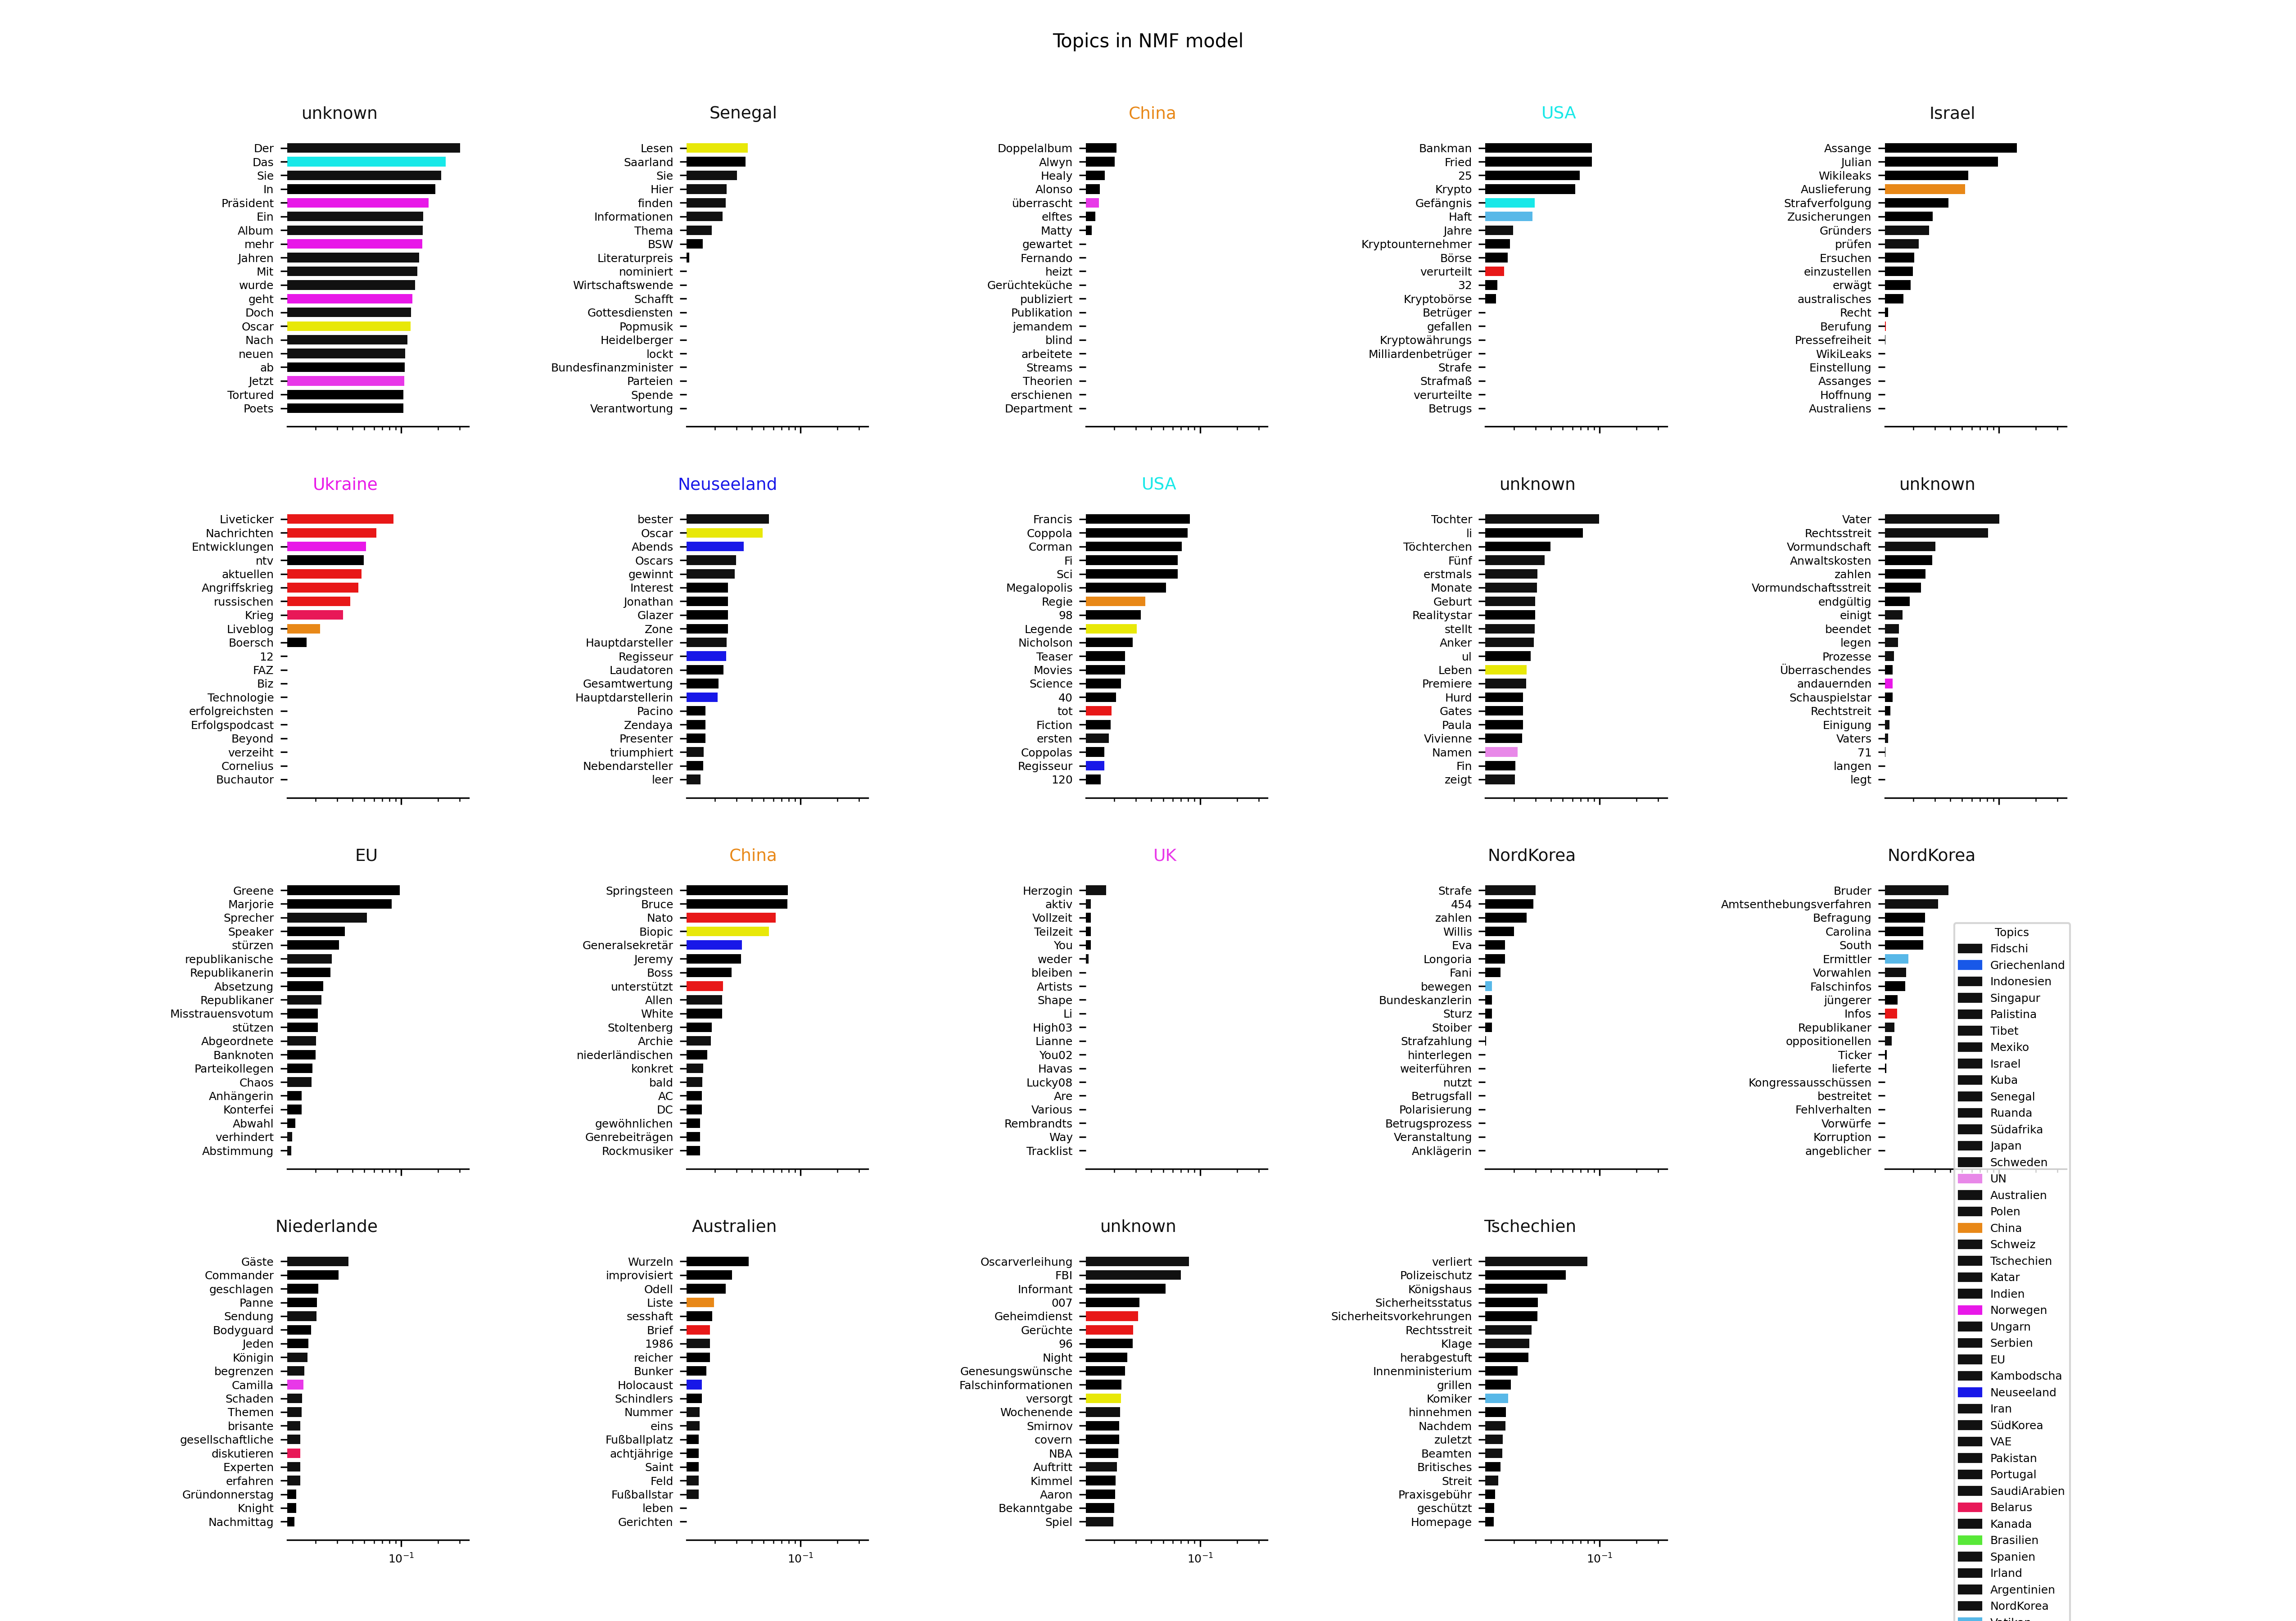 Topics in NMF model
unknown
Der
Das
Sie
In
Präsident
Ein
Album
mehr
Jahren
Mit
wurde
geht
Doch
Oscar
Nach
neuen
ab
Jetzt
Tortured
Poets
Senegal
Lesen
Saarland
Sie
Hier
finden
Informationen
Thema
BSW
Literaturpreis
nominiert
Wirtschaftswende
Schafft
Gottesdiensten
Popmusik
Heidelberger
lockt
Bundesfinanzminister
Parteien
Spende
Verantwortung
China
Doppelalbum
Alwyn
Healy
Alonso
überrascht
elftes
Matty
gewartet
Fernando
heizt
Gerüchteküche
publiziert
Publikation
jemandem
blind
arbeitete
Streams
Theorien
erschienen
Department
USA
Bankman
Fried
25
Krypto
Gefängnis
Haft
Jahre
Kryptounternehmer
Börse
verurteilt
32
Kryptobörse
Betrüger
gefallen
Kryptowährungs
Milliardenbetrüger
Strafe
Strafmaß
verurteilte
Betrugs
Israel
Assange
Julian
Wikileaks
Auslieferung
Strafverfolgung
Zusicherungen
Gründers
prüfen
Ersuchen
einzustellen
erwägt
australisches
Recht
Berufung
Pressefreiheit
WikiLeaks
Einstellung
Assanges
Hoffnung
Australiens
Ukraine
Liveticker
Nachrichten
Entwicklungen
ntv
aktuellen
Angriffskrieg
russischen
Krieg
Liveblog
Boersch
12
FAZ
Biz
Technologie
erfolgreichsten
Erfolgspodcast
Beyond
verzeiht
Cornelius
Buchautor
Neuseeland
bester
Oscar
Abends
Oscars
gewinnt
Interest
Jonathan
Glazer
Zone
Hauptdarsteller
Regisseur
Laudatoren
Gesamtwertung
Hauptdarstellerin
Pacino
Zendaya
Presenter
triumphiert
Nebendarsteller
leer
USA
Francis
Coppola
Corman
Fi
Sci
Megalopolis
Regie
98
Legende
Nicholson
Teaser
Movies
Science
40
tot
Fiction
ersten
Coppolas
Regisseur
120
unknown
Tochter
li
Töchterchen
Fünf
erstmals
Monate
Geburt
Realitystar
stellt
Anker
ul
Leben
Premiere
Hurd
Gates
Paula
Vivienne
Namen
Fin
zeigt
unknown
Vater
Rechtsstreit
Vormundschaft
Anwaltskosten
zahlen
Vormundschaftsstreit
endgültig
einigt
beendet
legen
Prozesse
Überraschendes
andauernden
Schauspielstar
Rechtstreit
Einigung
Vaters
71
langen
legt
EU
Greene
Marjorie
Sprecher
Speaker
stürzen
republikanische
Republikanerin
Absetzung
Republikaner
Misstrauensvotum
stützen
Abgeordnete
Banknoten
Parteikollegen
Chaos
Anhängerin
Konterfei
Abwahl
verhindert
Abstimmung
China
Springsteen
Bruce
Nato
Biopic
Generalsekretär
Jeremy
Boss
unterstützt
Allen
White
Stoltenberg
Archie
niederländischen
konkret
bald
AC
DC
gewöhnlichen
Genrebeiträgen
Rockmusiker
UK
Herzogin
aktiv
Vollzeit
Teilzeit
You
weder
bleiben
Artists
Shape
Li
High03
Lianne
You02
Havas
Lucky08
Are
Various
Rembrandts
Way
Tracklist
NordKorea
Strafe
454
zahlen
Willis
Eva
Longoria
Fani
bewegen
Bundeskanzlerin
Sturz
Stoiber
Strafzahlung
hinterlegen
weiterführen
nutzt
Betrugsfall
Polarisierung
Betrugsprozess
Veranstaltung
Anklägerin
NordKorea
Bruder
Amtsenthebungsverfahren
Befragung
Carolina
South
Ermittler
Vorwahlen
Falschinfos
jüngerer
Infos
Republikaner
oppositionellen
Ticker
lieferte
Kongressausschüssen
bestreitet
Fehlverhalten
Vorwürfe
Korruption
angeblicher
Niederlande
Gäste
Commander
geschlagen
Panne
Sendung
Bodyguard
Jeden
Königin
begrenzen
Camilla
Schaden
Themen
brisante
gesellschaftliche
diskutieren
Experten
erfahren
Gründonnerstag
Knight
Nachmittag
10⁻¹
Australien
Wurzeln
improvisiert
Odell
Liste
sesshaft
Brief
1986
reicher
Bunker
Holocaust
Schindlers
Nummer
eins
Fußballplatz
achtjährige
Saint
Feld
Fußballstar
leben
Gerichten
10⁻¹
unknown
Oscarverleihung
FBI
Informant
007
Geheimdienst
Gerüchte
96
Night
Genesungswünsche
Falschinformationen
versorgt
Wochenende
Smirnov
covern
NBA
Auftritt
Kimmel
Aaron
Bekanntgabe
Spiel
10⁻¹
Tschechien
verliert
Polizeischutz
Königshaus
Sicherheitsstatus
Sicherheitsvorkehrungen
Rechtsstreit
Klage
herabgestuft
Innenministerium
grillen
Komiker
hinnehmen
Nachdem
zuletzt
Beamten
Britisches
Streit
Praxisgebühr
geschützt
Homepage
10⁻¹
Topics
Fidschi
Griechenland
Indonesien
Singapur
Palistina
Tibet
Mexiko
Israel
Kuba
Senegal
Ruanda
Südafrika
Japan
Schweden
UN
Australien
Polen
China
Schweiz
Tschechien
Katar
Indien
Norwegen
Ungarn
Serbien
EU
Kambodscha
Neuseeland
Iran
SüdKorea
VAE
Pakistan
Portugal
SaudiArabien
Belarus
Kanada
Brasilien
Spanien
Irland
Argentinien
NordKorea